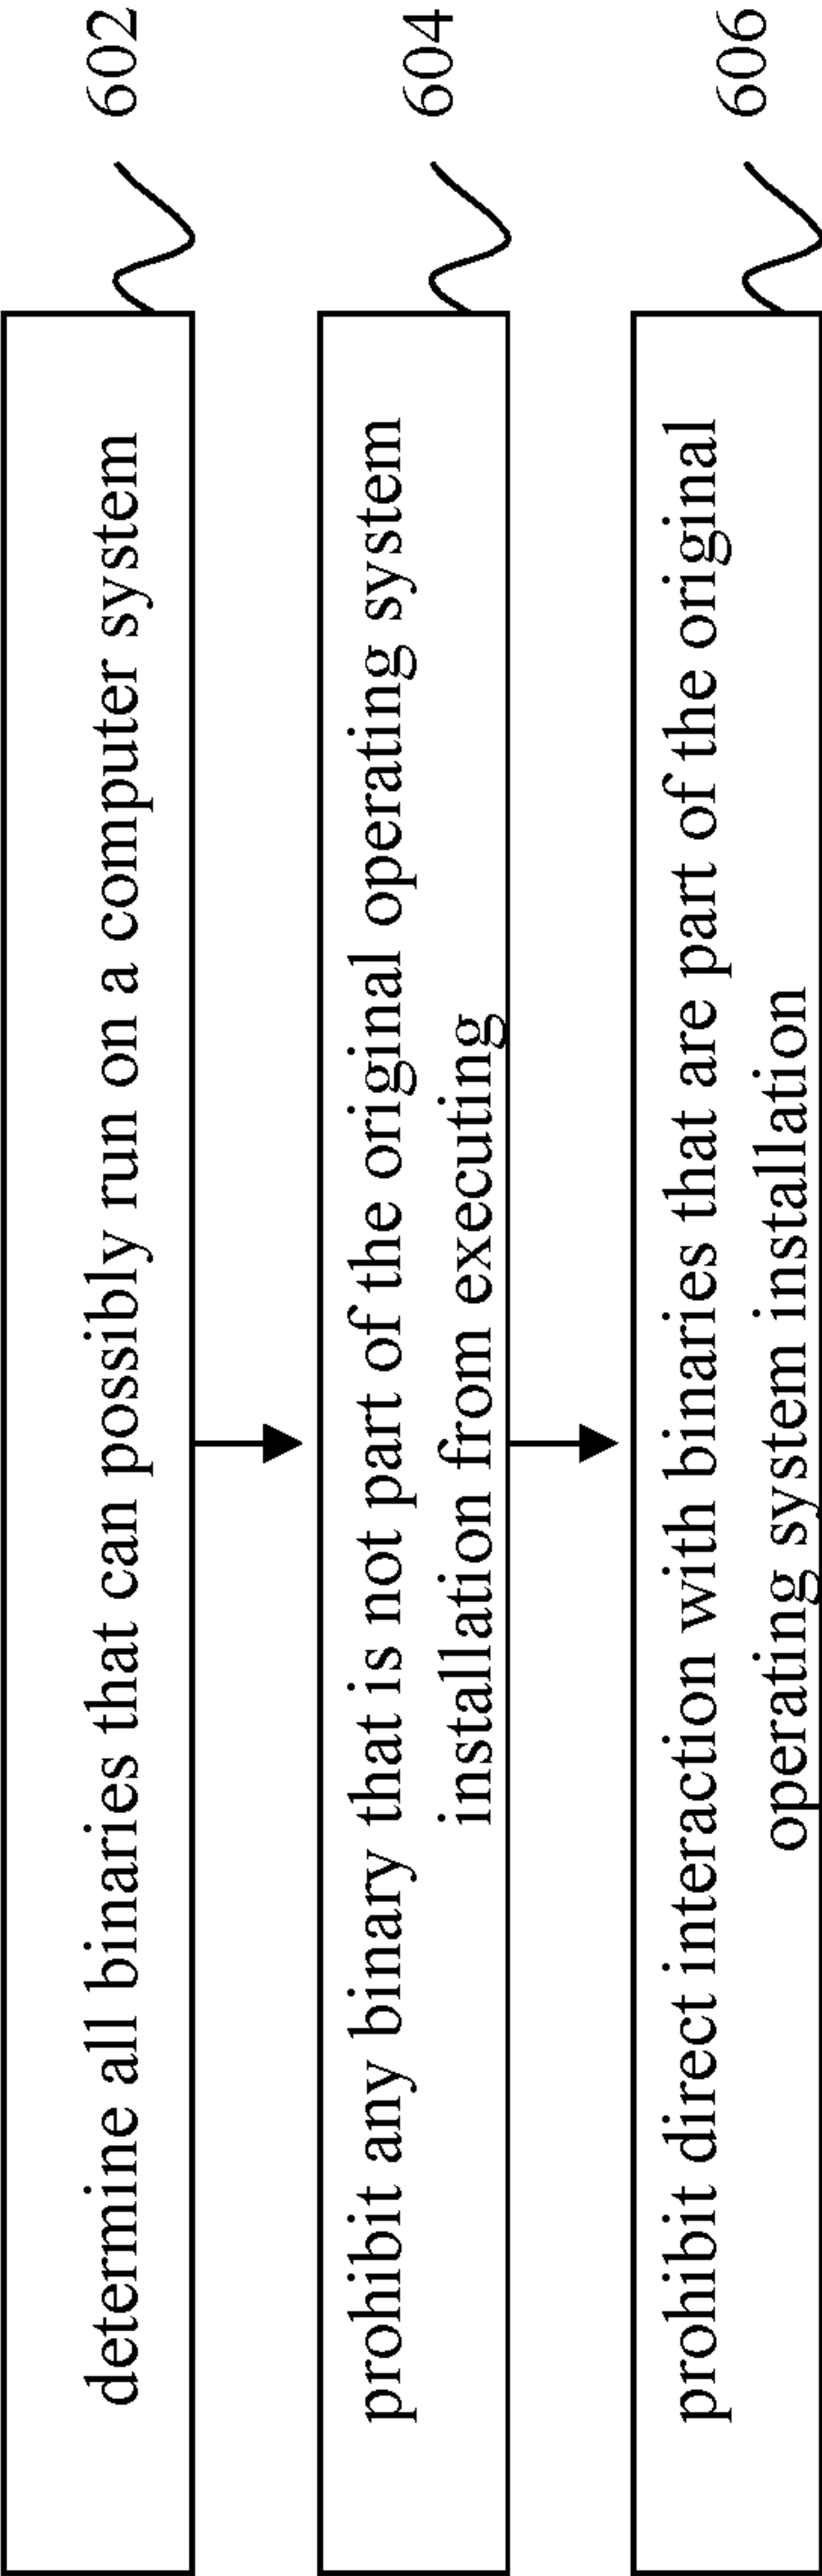 determine all binaries that can possibly run on a computer system
602
prohibit any binary that is not part of the original operating system
installation from executing
604
prohibit direct interaction with binaries that are part of the original
operating system installation
606